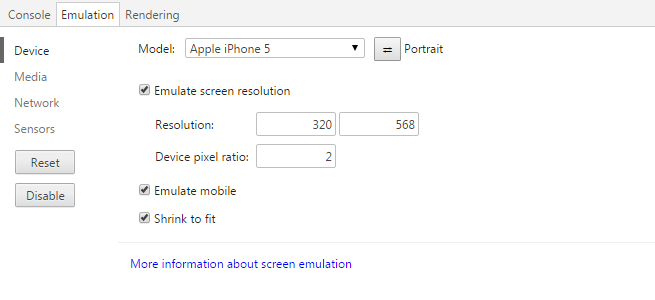 Console Emulation Rendering
Device
Media
Network
Sensors
Reset
Disable
Model: Apple iPhone 5 Portrait
Emulate screen resolution
Resolution: 320 568
Device pixel ratio: 2
Emulate mobile
Shrink to fit
More information about screen emulation